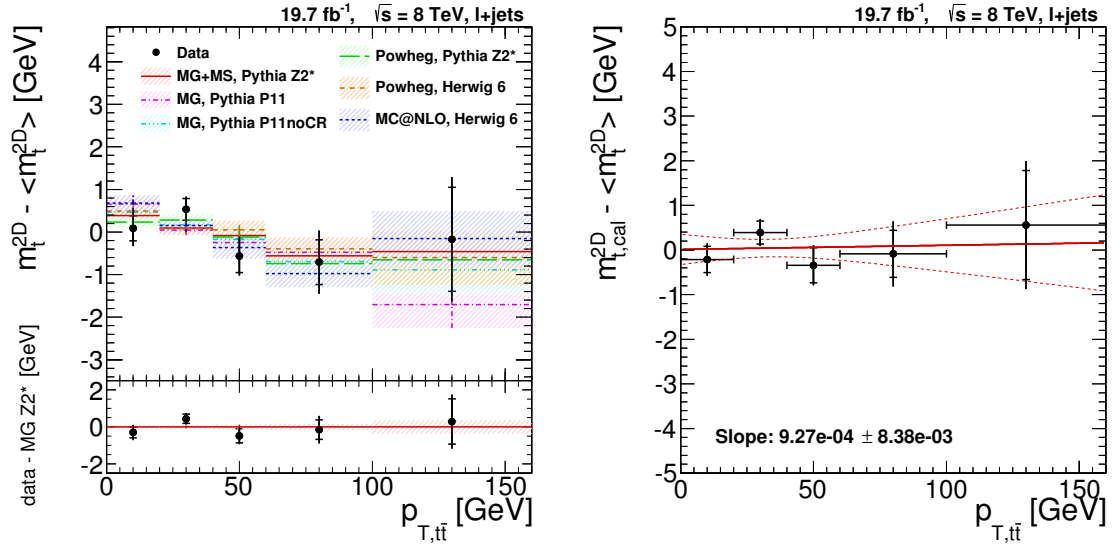 19.7 fb⁻¹, √s = 8 TeV, l+jets
Data
MG+MS, Pythia Z2*
MG, Pythia P11
MG, Pythia P11noCR
Powheg, Pythia Z2*
Powheg, Herwig 6
MC@NLO, Herwig 6
m_t^2D - <m_t^2D> [GeV]
4
3
2
1
0
-1
-2
-3
data - MG Z2* [GeV]
2
0
-2
0 50 100 150
p_T,tt̄ [GeV]
19.7 fb⁻¹, √s = 8 TeV, l+jets
m_t,cal^2D - <m_t^2D> [GeV]
5
4
3
2
1
0
-1
-2
-3
-4
-5
Slope: 9.27e-04 ± 8.38e-03
0 50 100 150
p_T,tt̄ [GeV]